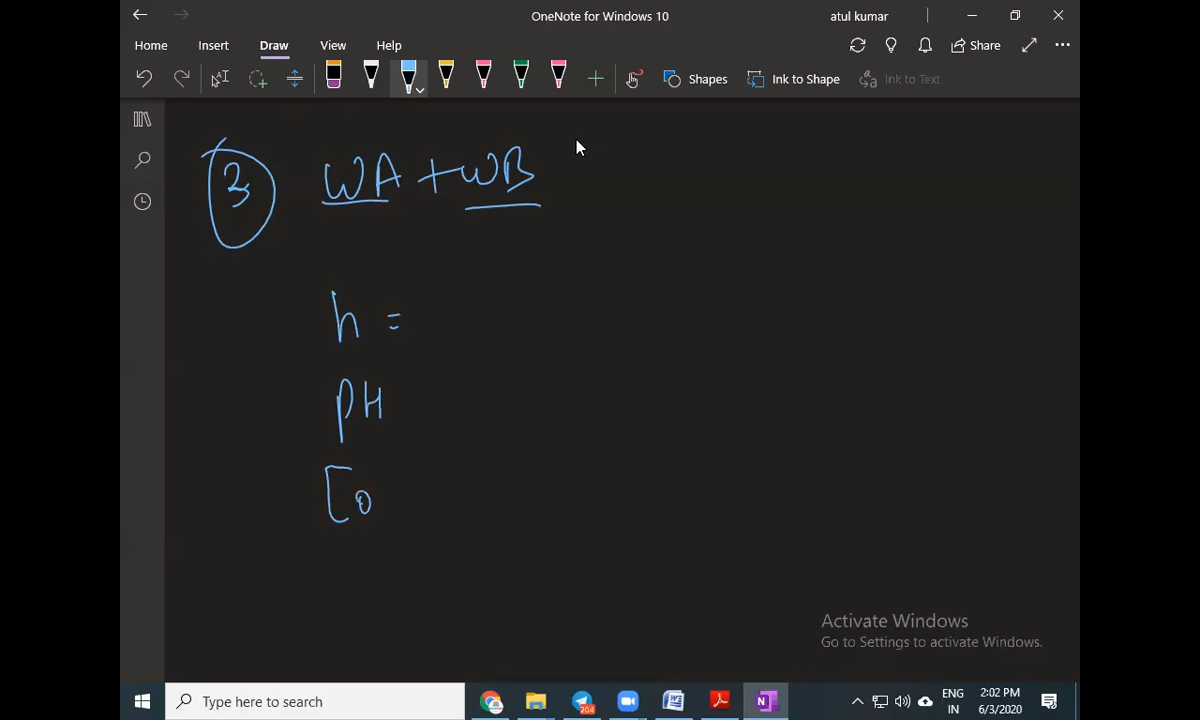 OneNote for Windows 10
atul kumar
Home Insert Draw View Help
Share
Shapes Ink to Shape Ink to Text
3 WA + WB
h =
pH
[o
Activate Windows
Go to Settings to activate Windows.
Type here to search
204
ENG
IN
2:02 PM
6/3/2020